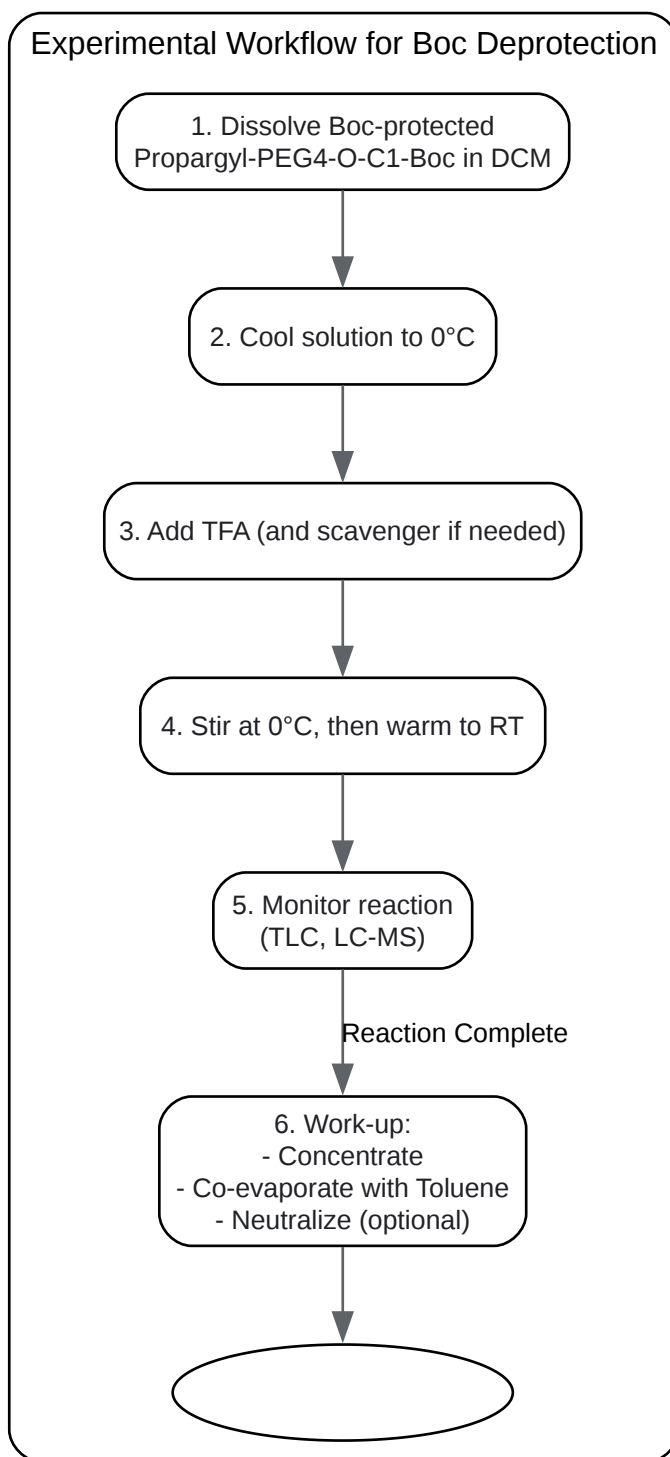 Experimental Workflow for Boc Deprotection
1. Dissolve Boc-protected
Propargyl-PEG4-O-C1-Boc in DCM
2. Cool solution to 0°C
3. Add TFA (and scavenger if needed)
4. Stir at 0°C, then warm to RT
5. Monitor reaction
(TLC, LC-MS)
Reaction Complete
6. Work-up:
- Concentrate
- Co-evaporate with Toluene
- Neutralize (optional)